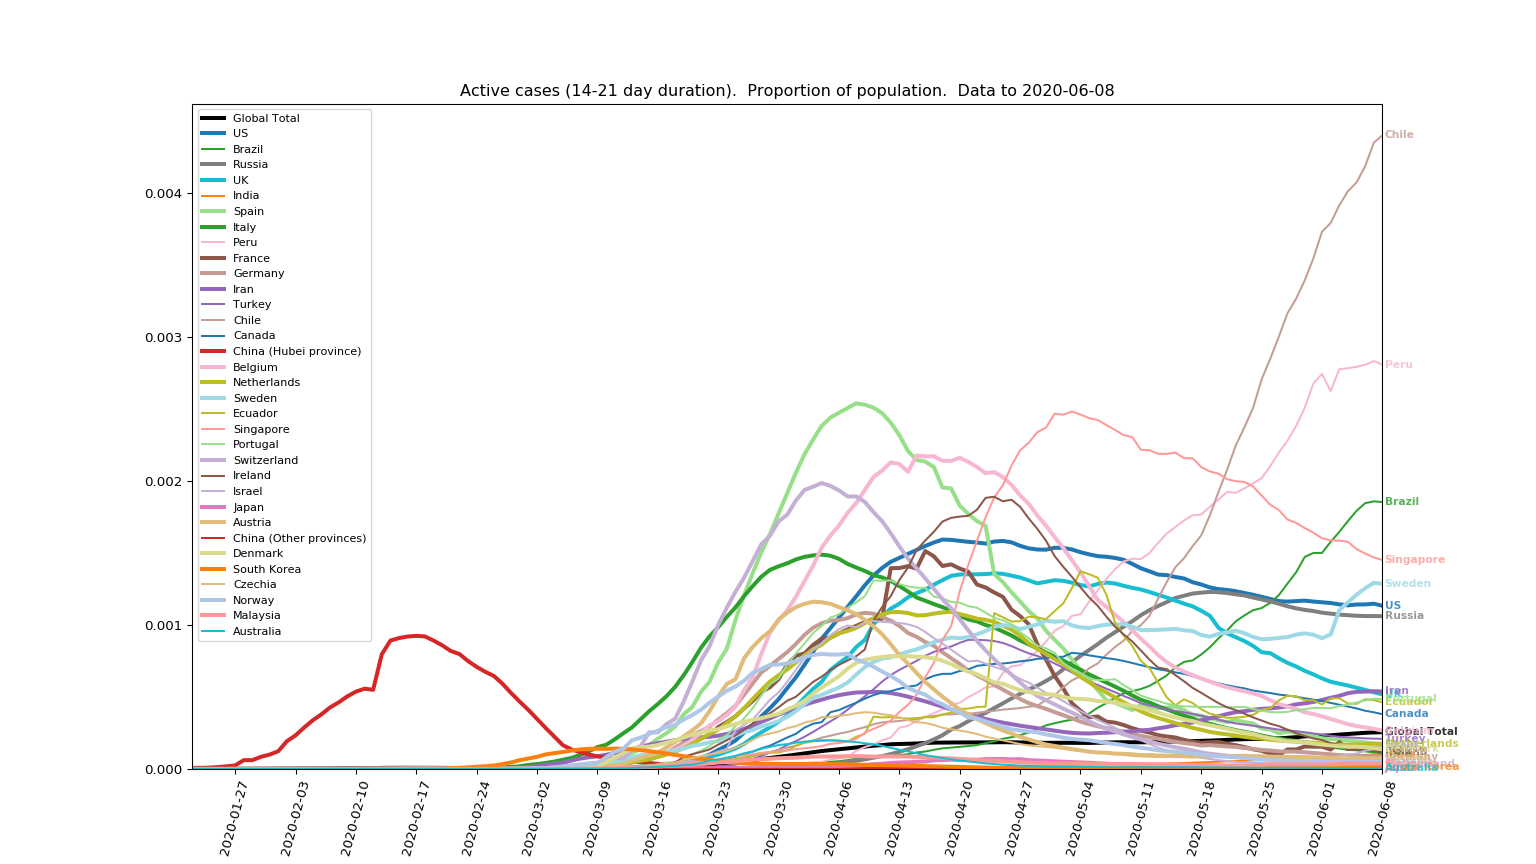 Active cases (14-21 day duration).  Proportion of population.  Data to 2020-06-08
Global Total
US
Brazil
Russia
UK
India
Spain
Italy
Peru
France
Germany
Iran
Turkey
Chile
Canada
China (Hubei province)
Belgium
Netherlands
Sweden
Ecuador
Singapore
Portugal
Switzerland
Ireland
Israel
Japan
Austria
China (Other provinces)
Denmark
South Korea
Czechia
Norway
Malaysia
Australia
0.004
0.003
0.002
0.001
0.000
Chile
Peru
Brazil
Singapore
Sweden
US
Russia
Iran
Portugal
Ecuador
Canada
Global Total
Turkey
Netherlands
Australia
2020-01-27
2020-02-03
2020-02-10
2020-02-17
2020-02-24
2020-03-02
2020-03-09
2020-03-16
2020-03-23
2020-03-30
2020-04-06
2020-04-13
2020-04-20
2020-04-27
2020-05-04
2020-05-11
2020-05-18
2020-05-25
2020-06-01
2020-06-08